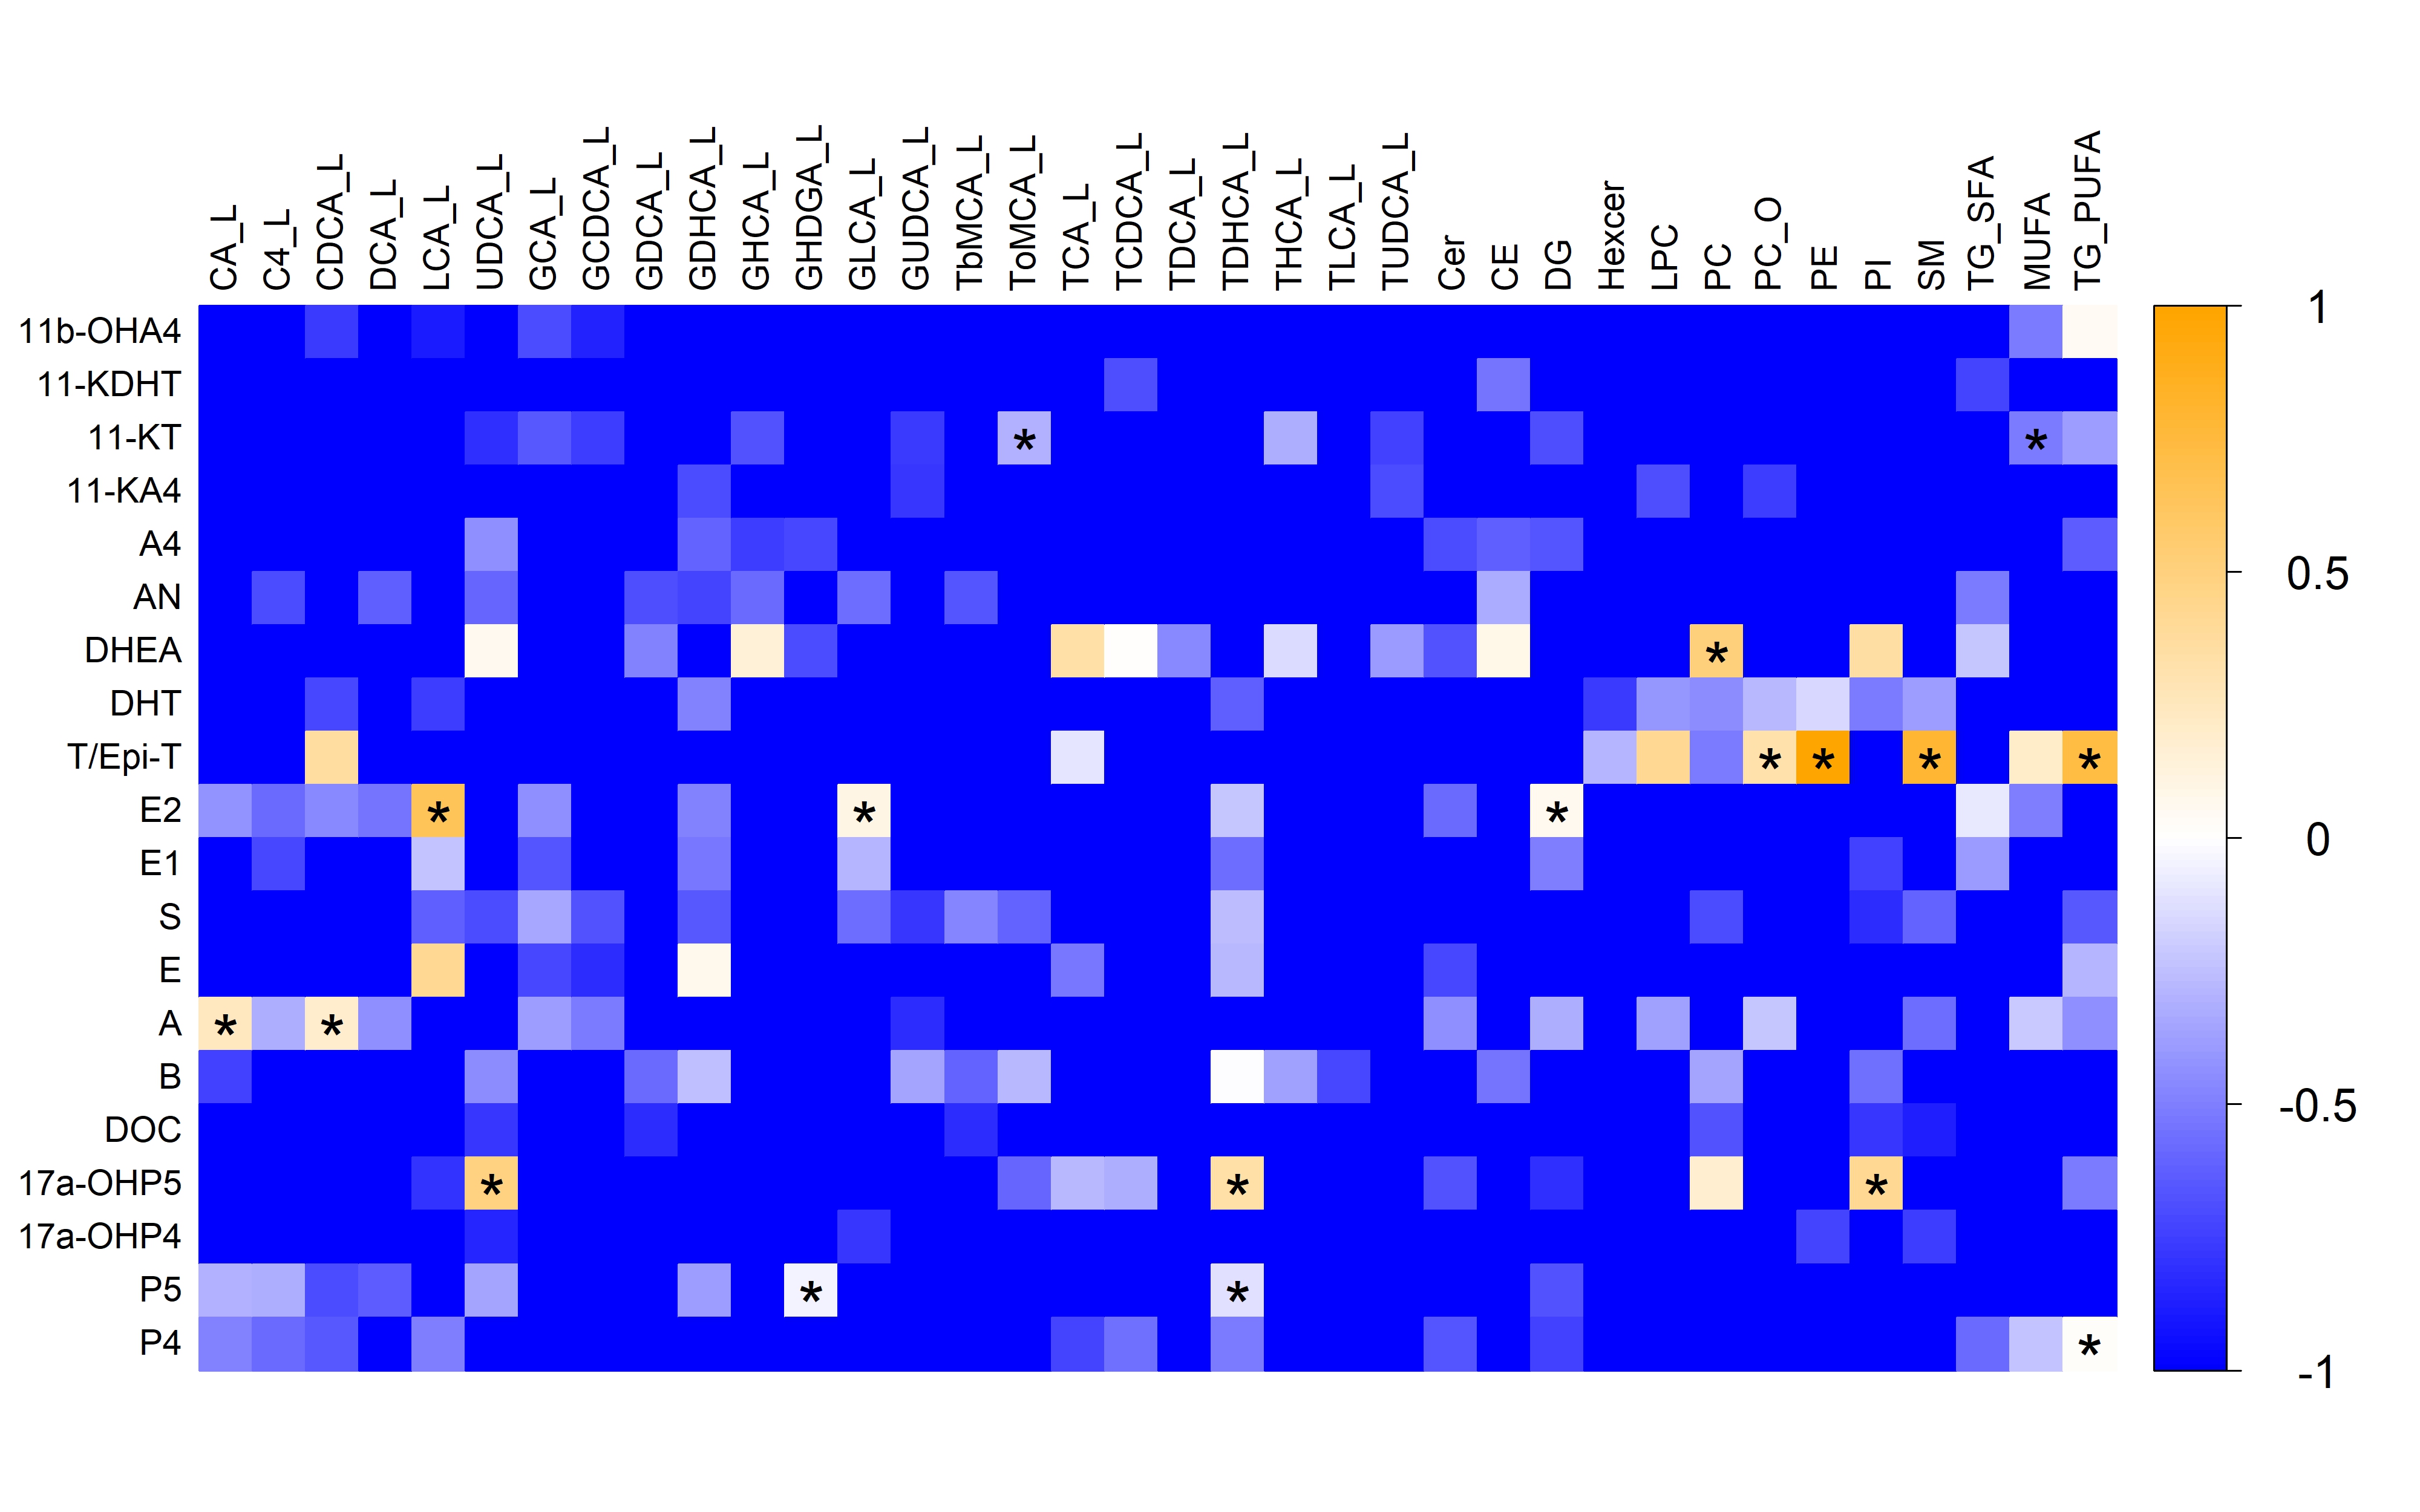 CA_L
C4_L
CDCA_L
DCA_L
LCA_L
UDCA_L
GCA_L
GCDCA_L
GDCA_L
GDHCA_L
GHCA_L
GHDGA_L
GLCA_L
GUDCA_L
TbMCA_L
ToMCA_L
TCA_L
TCDCA_L
TDCA_L
TDHCA_L
THCA_L
TLCA_L
TUDCA_L
Cer
CE
DG
Hexcer
LPC
PC
PC_O
PE
PI
SM
TG_SFA
MUFA
TG_PUFA
11b-OHA4
11-KDHT
11-KT * *
11-KA4
A4
AN
DHEA *
DHT
T/Epi-T * * * *
E2 * * *
E1
S
E
A * *
B
DOC
17a-OHP5 * * *
17a-OHP4
P5 * *
P4 *
1
0.5
0
-0.5
-1